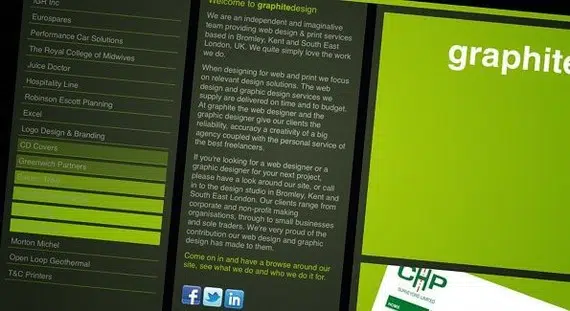 IGR Inc
Eurospares
Performance Car Solutions
The Royal College of Midwives
Juice Doctor
Hospitality Line
Robinson Escott Planning
Excel
Logo Design & Branding
CD Covers
Greenwich Partners
Morton Michel
Open Loop Geothermal
T&C Printers
Welcome to graphitedesign
We are an independent and imaginative
team providing web design & print services
based in Bromley, Kent and South East
London, UK. We quite simply love the work
we do.
When designing for web and print we focus
on relevant design solutions. The web
design and graphic design services we
supply are delivered on time and to budget.
At graphite the web designer and the
graphic designer give our clients the
reliability, accuracy a creativity of a big
agency coupled with the personal service of
the best freelancers.
If you're looking for a web designer or a
graphic designer for your next project,
please have a look around our site, or call
in to the design studio in Bromley, Kent and
South East London. Our clients range from
corporate and non-profit making
organisations, through to small businesses
and sole traders. We're very proud of the
contribution our web design and graphic
design has made to them.
Come on in and have a browse around our
site, see what we do and who we do it for.
f
in
graphite
CHP
SURVEYORS LIMITED
HOME